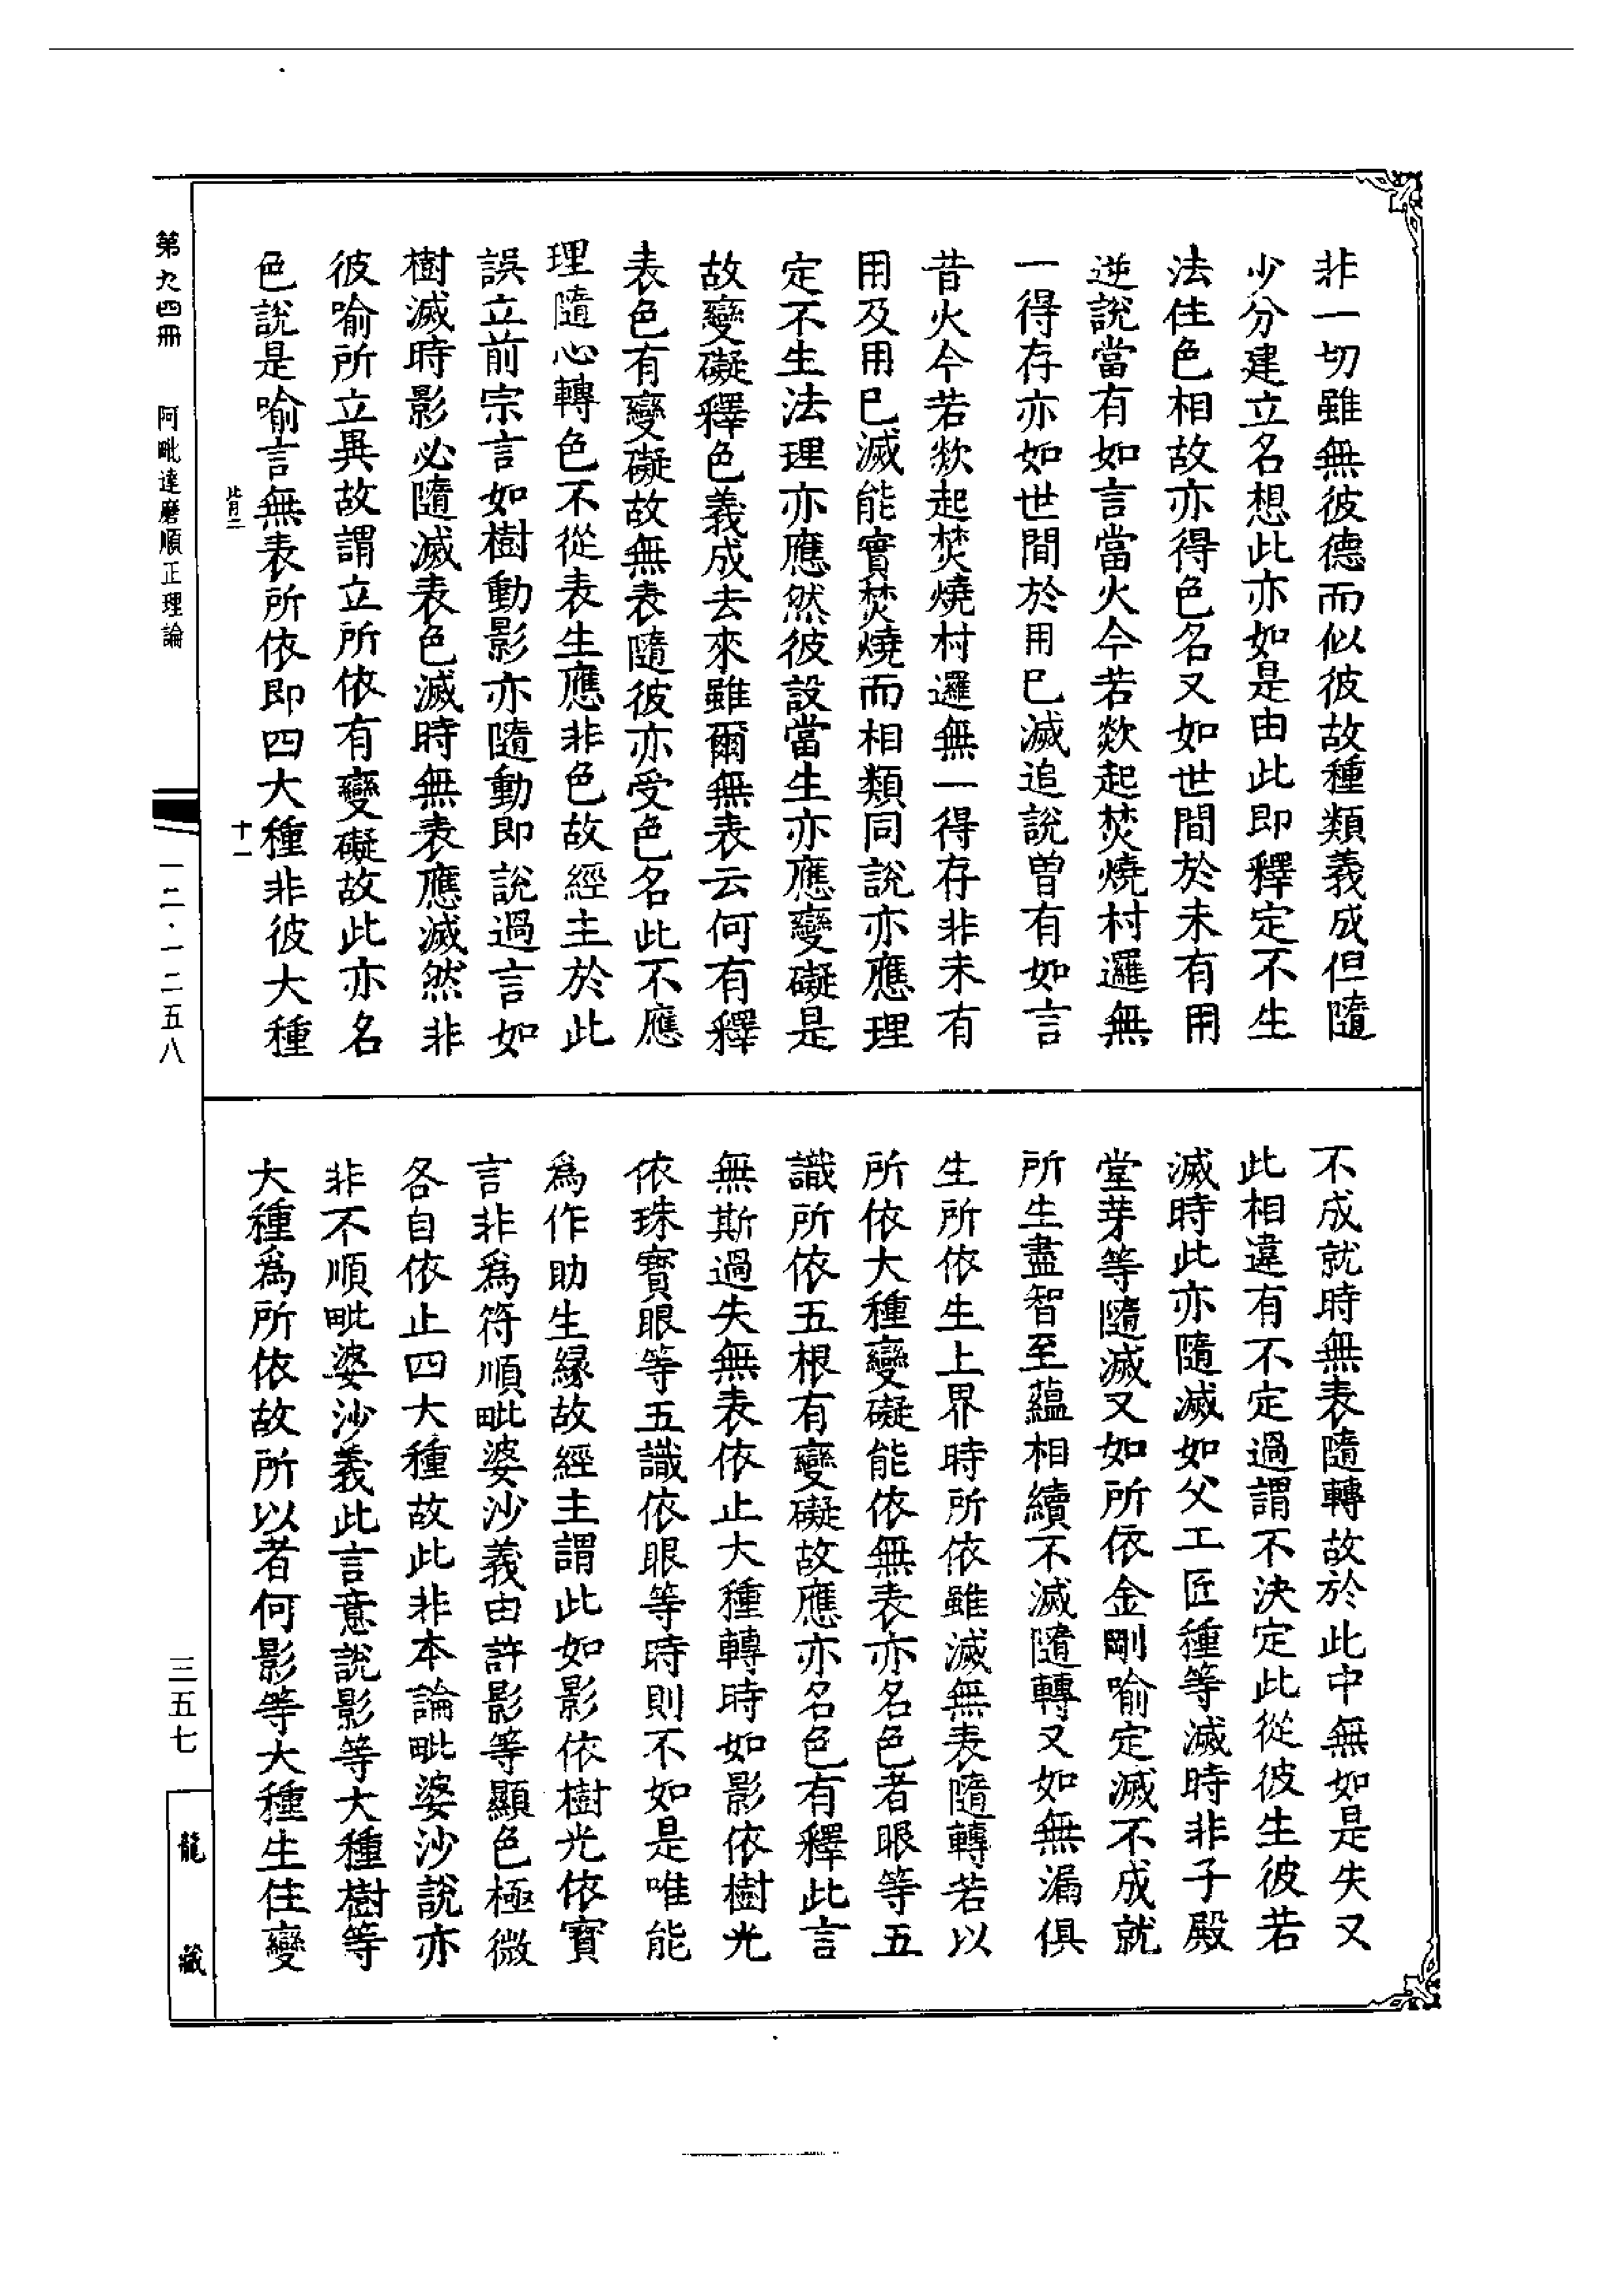 非一切雖無彼德而似彼故種類義成但隨
少分建立名想此亦如是由此即釋定不生
法住色相故亦得色名又如世間於未有用
逆說當有如言當火今若欻起焚燒村邏無
一得存亦如世間於用已滅追說曾有如言
昔火今若欻起焚燒村邏無一得存非未有
用及用已滅能實焚燒而相類同說亦應理
定不生法理亦應然彼設當生亦應變礙是
故變礙釋色義成去來雖爾無表云何有釋
表色有變礙故無表隨彼亦受色名此不應
理隨心轉色不從表生應非色故經主於此
誤立前宗言如樹動影亦隨動即說過言如
樹滅時影必隨滅表色滅時無表應滅然非
彼喻所立異故謂立所依有變礙故此亦名
色說是喻言無表所依即四大種非彼大種
不成就時無表隨轉故於此中無如是失又
此相違有不定過謂不決定此從彼生彼若
滅時此亦隨滅如父工匠種等滅時非子殿
堂芽等隨滅又如所依金剛喻定滅不成就
所生盡智至蘊相續不滅隨轉又如無漏俱
生所依生上界時所依雖滅無表隨轉若以
所依大種變礙能依無表亦名色者眼等五
識所依五根有變礙故應亦名色有釋此言
無斯過失無表依止大種轉時如影依樹光
依珠寶眼等五識依眼等時則不如是唯能
為作助生緣故經主謂此如影依樹光依寶
言非為符順毗婆沙義由許影等顯色極微
各自依止四大種故此非本論毗婆沙說亦
非不順毗婆沙義此言意說影等大種樹等
大種為所依故所以者何影等大種生住變
第九四冊 阿毗達磨順正理論
十一
一二·一二五八
三五七
龍藏